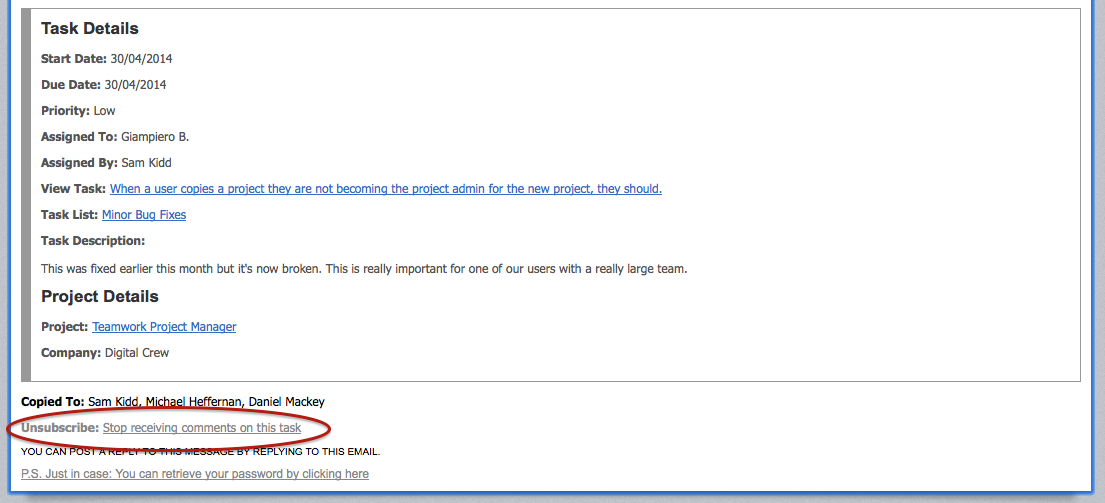 Task Details
Start Date: 30/04/2014
Due Date: 30/04/2014
Priority: Low
Assigned To: Giampiero B.
Assigned By: Sam Kidd
View Task: When a user copies a project they are not becoming the project admin for the new project, they should.
Task List: Minor Bug Fixes
Task Description:
This was fixed earlier this month but it's now broken. This is really important for one of our users with a really large team.
Project Details
Project: Teamwork Project Manager
Company: Digital Crew
Copied To: Sam Kidd, Michael Heffernan, Daniel Mackey
Unsubscribe: Stop receiving comments on this task
YOU CAN POST A REPLY TO THIS MESSAGE BY REPLYING TO THIS EMAIL.
P.S. Just in case: You can retrieve your password by clicking here